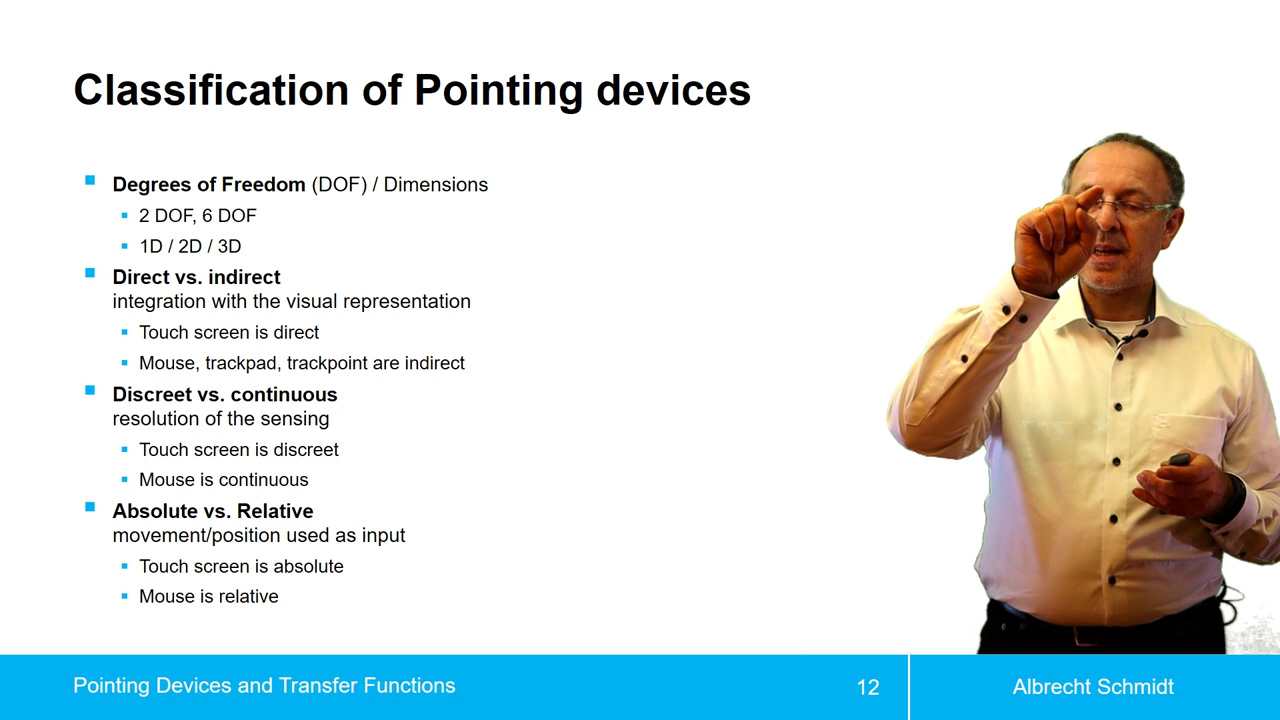 Classification of Pointing devices
Degrees of Freedom (DOF) / Dimensions
2 DOF, 6 DOF
1D / 2D / 3D
Direct vs. indirect
integration with the visual representation
Touch screen is direct
Mouse, trackpad, trackpoint are indirect
Discreet vs. continuous
resolution of the sensing
Touch screen is discreet
Mouse is continuous
Absolute vs. Relative
movement/position used as input
Touch screen is absolute
Mouse is relative
Pointing Devices and Transfer Functions
12
Albrecht Schmidt